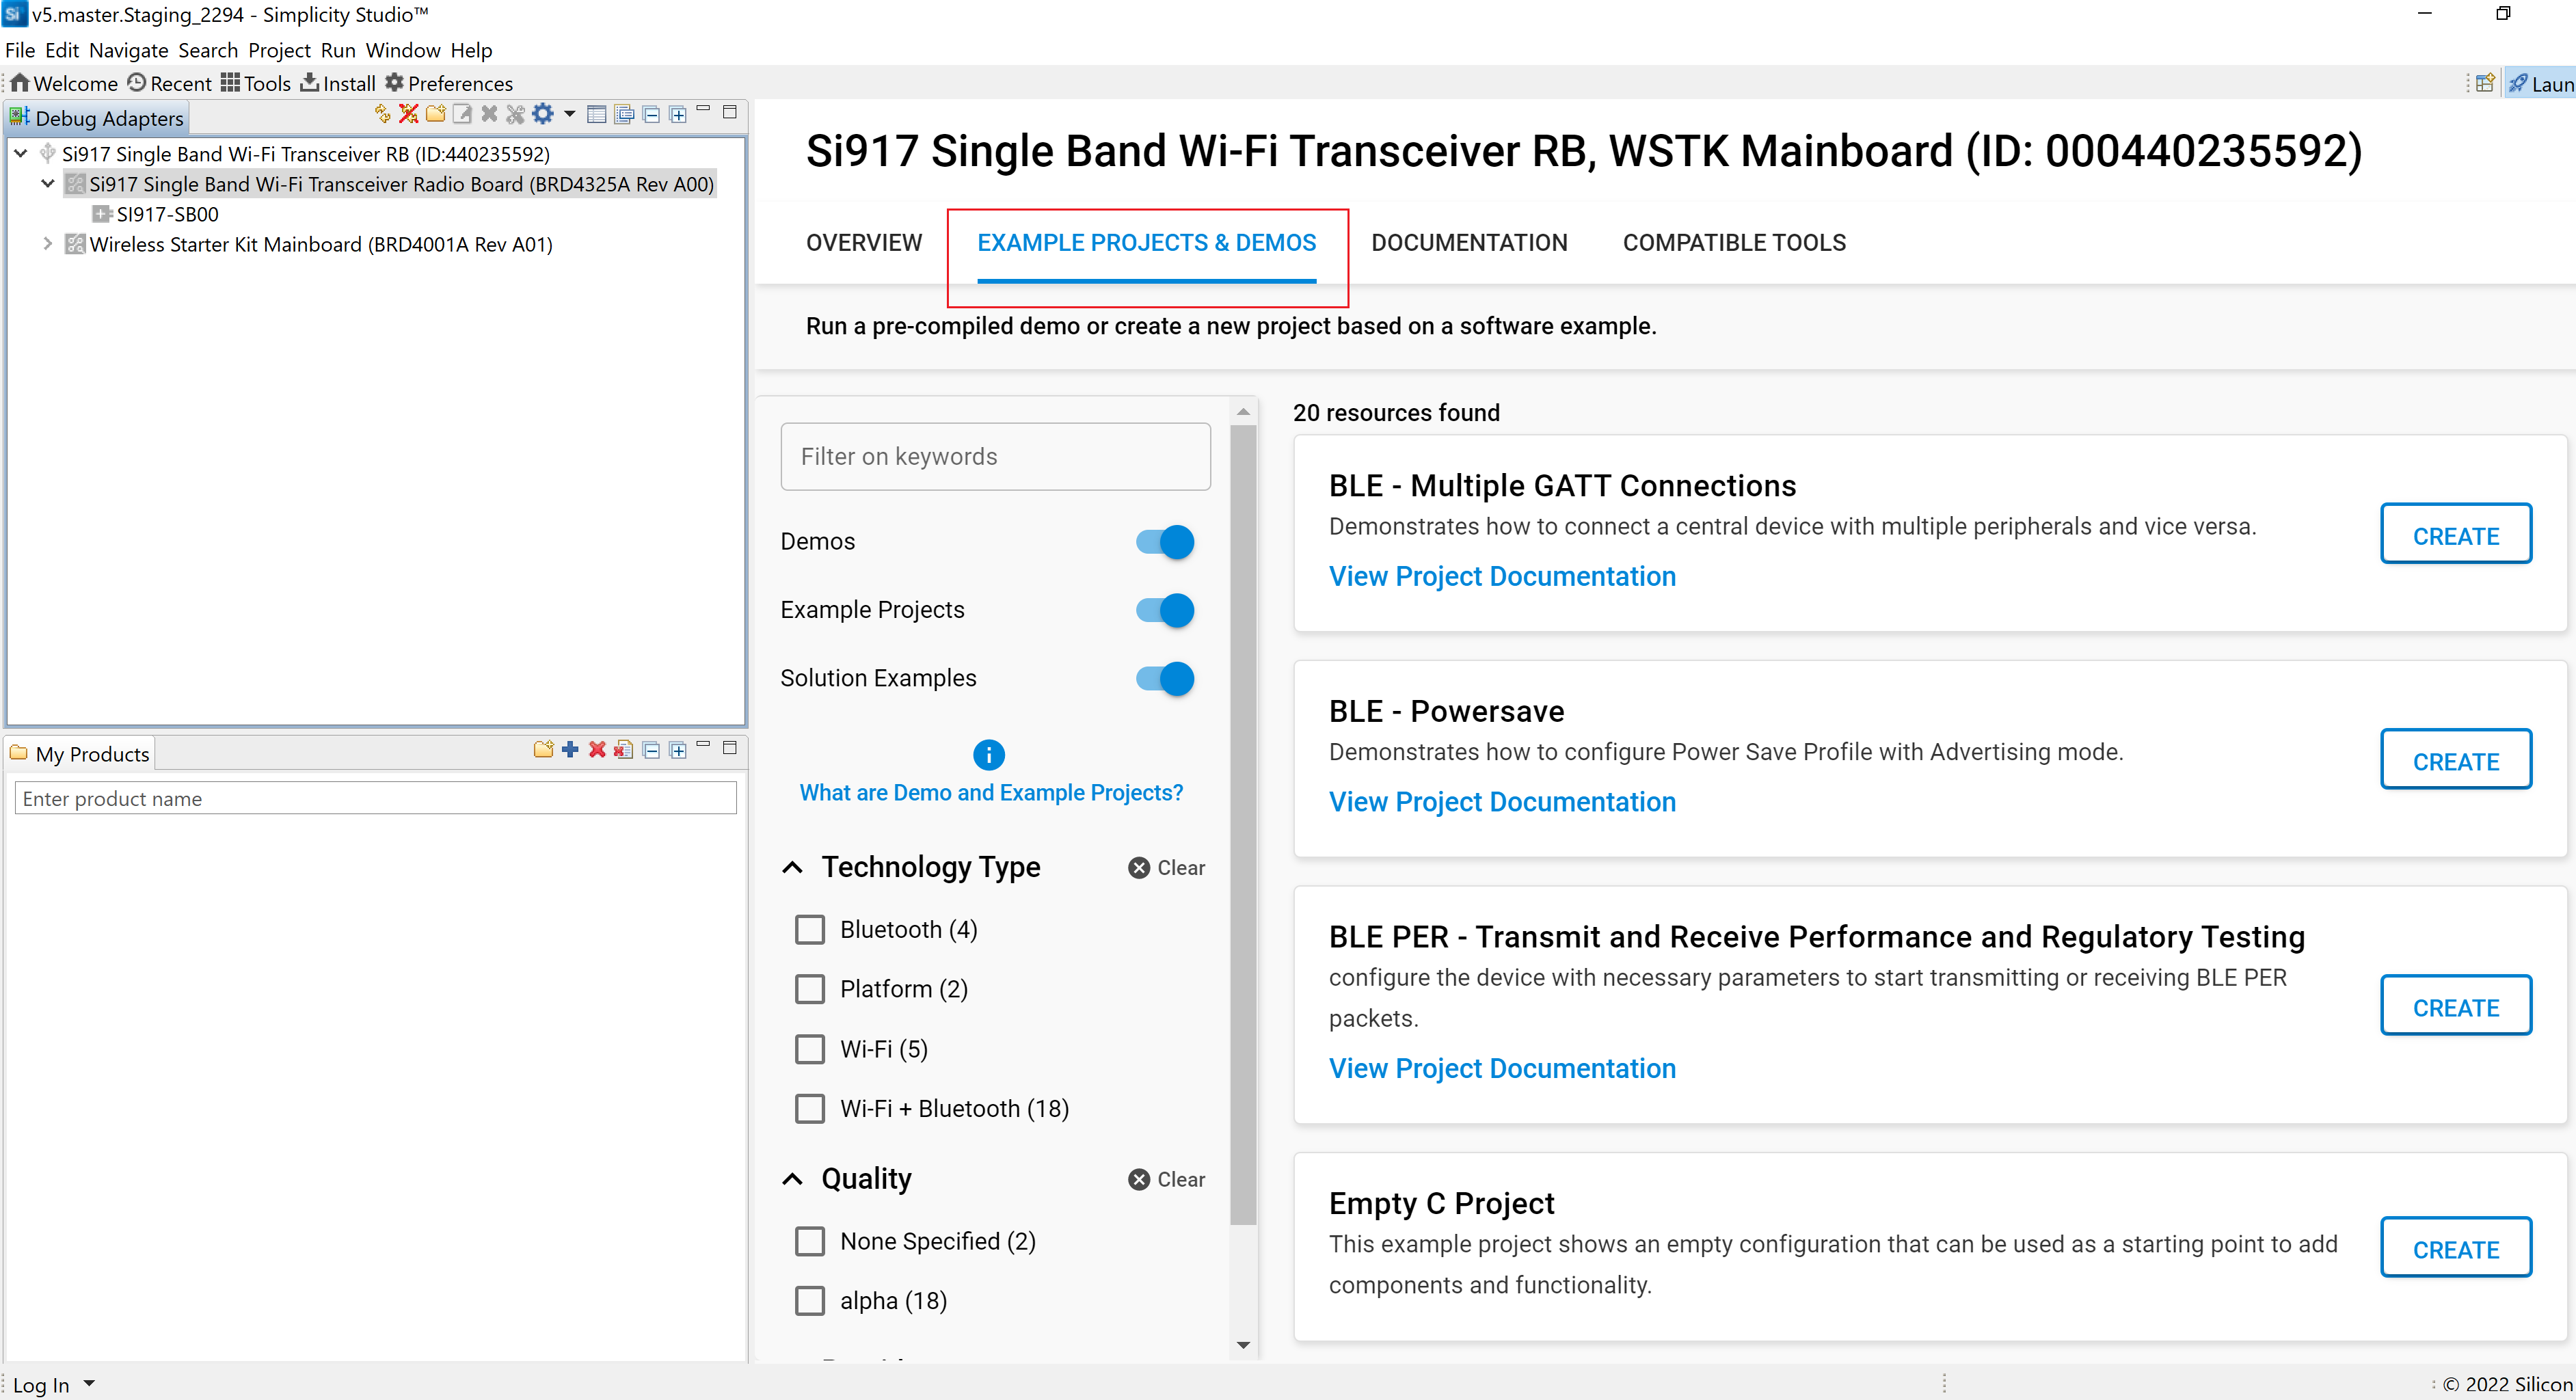 v5.master.Staging_2294 - Simplicity Studio™
File Edit Navigate Search Project Run Window Help
Welcome Recent Tools Install Preferences
Laun
Debug Adapters
Si917 Single Band Wi-Fi Transceiver RB (ID:440235592)
Si917 Single Band Wi-Fi Transceiver Radio Board (BRD4325A Rev A00)
SI917-SB00
Wireless Starter Kit Mainboard (BRD4001A Rev A01)
My Products
Enter product name
Si917 Single Band Wi-Fi Transceiver RB, WSTK Mainboard (ID: 000440235592)
OVERVIEW EXAMPLE PROJECTS & DEMOS DOCUMENTATION COMPATIBLE TOOLS
Run a pre-compiled demo or create a new project based on a software example.
Filter on keywords
Demos
Example Projects
Solution Examples
What are Demo and Example Projects?
Technology Type Clear
Bluetooth (4)
Platform (2)
Wi-Fi (5)
Wi-Fi + Bluetooth (18)
Quality Clear
None Specified (2)
alpha (18)
20 resources found
BLE - Multiple GATT Connections
Demonstrates how to connect a central device with multiple peripherals and vice versa.
View Project Documentation
CREATE
BLE - Powersave
Demonstrates how to configure Power Save Profile with Advertising mode.
View Project Documentation
CREATE
BLE PER - Transmit and Receive Performance and Regulatory Testing
configure the device with necessary parameters to start transmitting or receiving BLE PER
packets.
View Project Documentation
CREATE
Empty C Project
This example project shows an empty configuration that can be used as a starting point to add
components and functionality.
CREATE
Log In
© 2022 Silicon